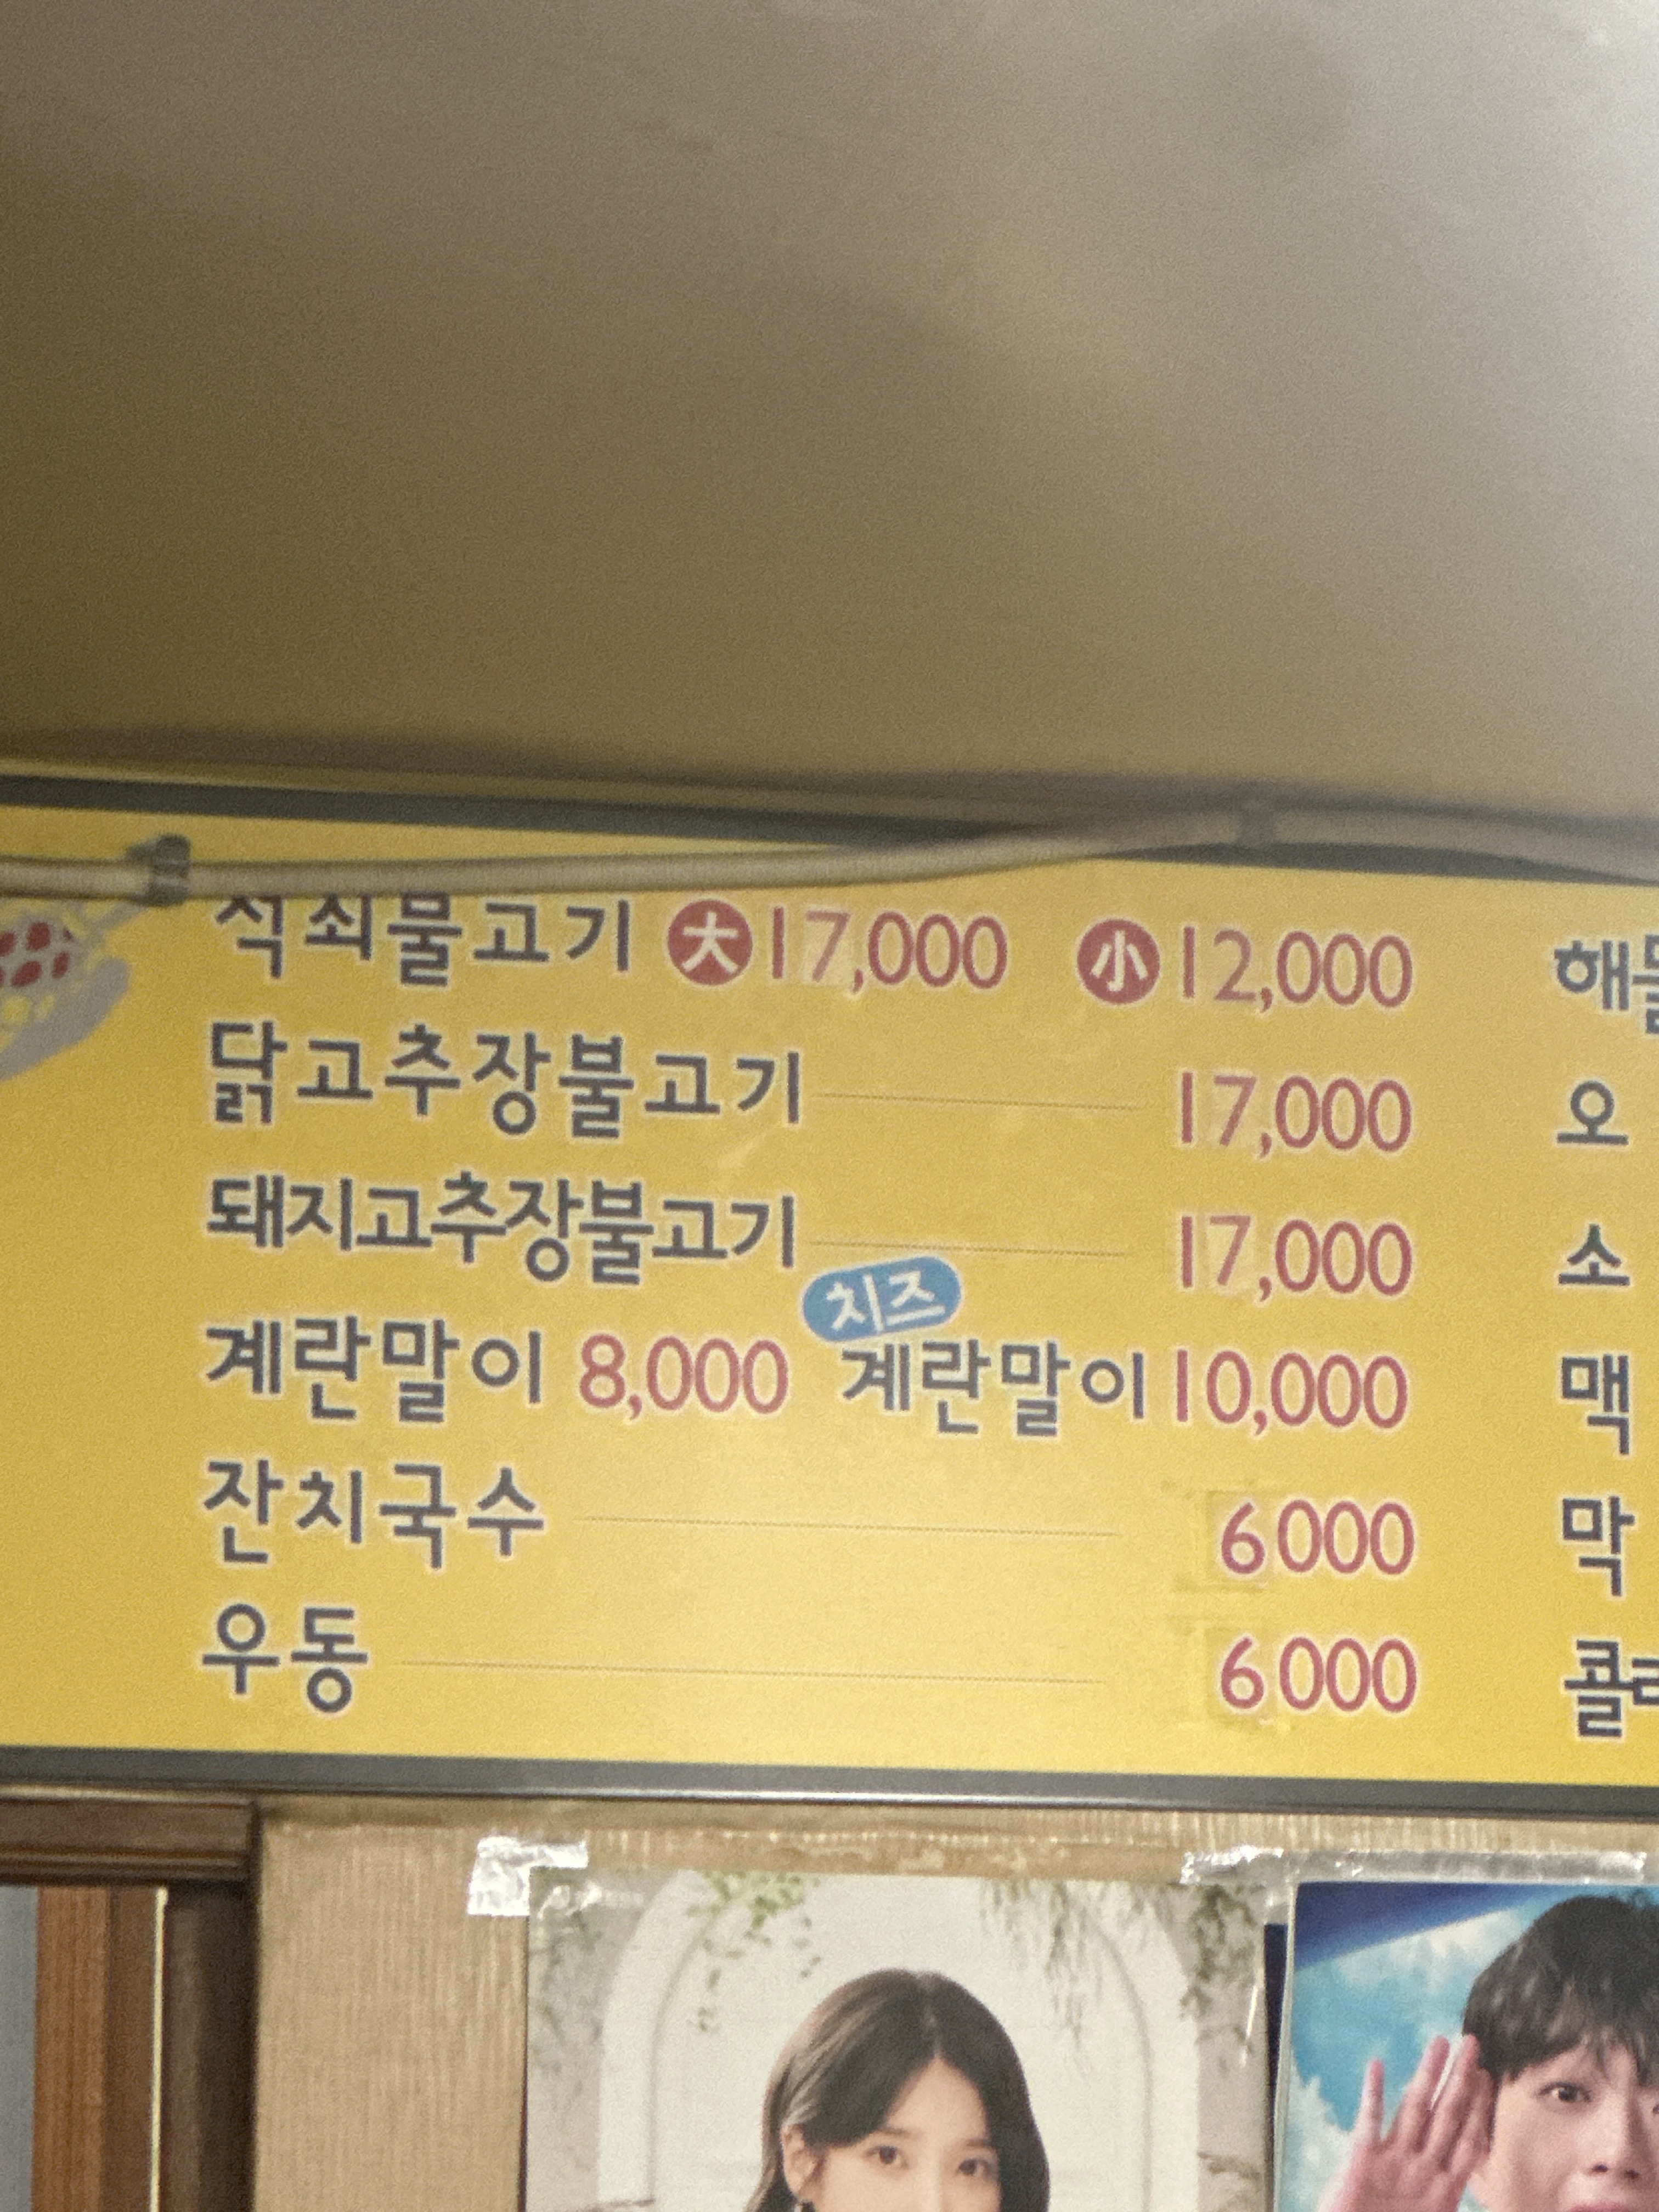 석쇠불고기 大 17,000 小 12,000
닭고추장불고기 17,000
돼지고추장불고기 17,000
계란말이 8,000 치즈 계란말이 10,000
잔치국수 6000
우동 6000
오
소
맥
막